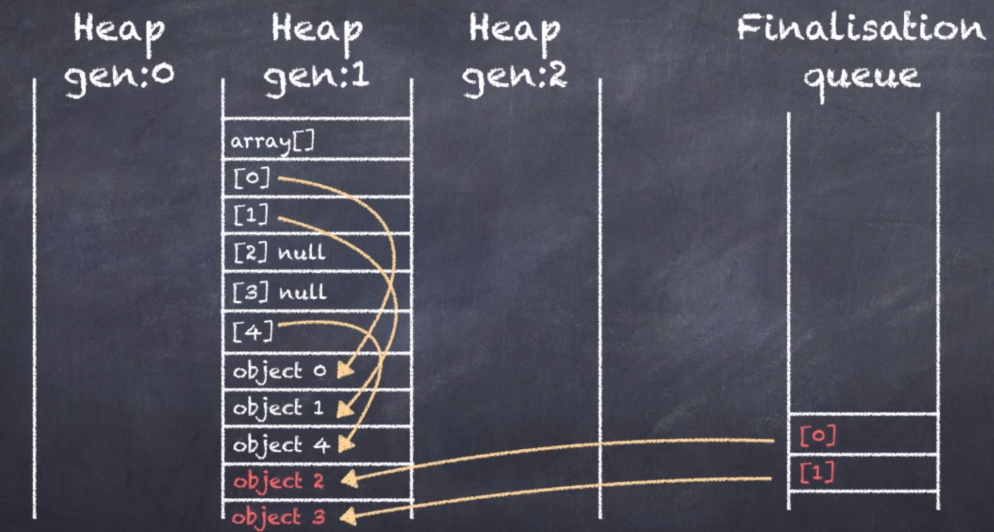 Heap
gen:0
Heap
gen:1
Heap
gen:2
Finalisation
queue
array[]
[0]
[1]
[2] null
[3] null
[4]
object 0
object 1
object 4
object 2
object 3
[0]
[1]